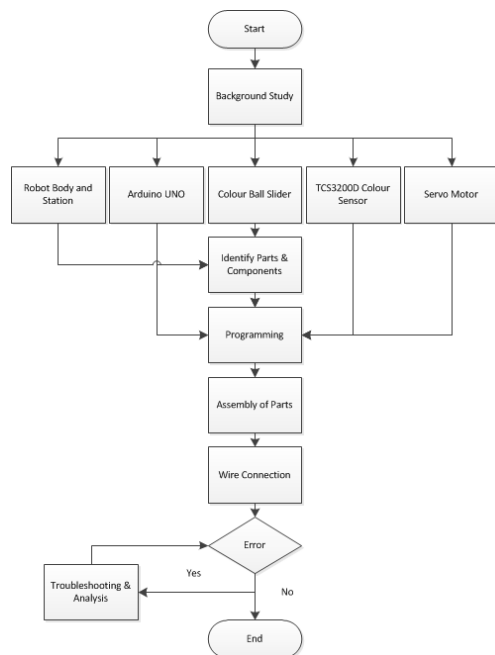 Start
Background Study
Robot Body and
Station
Arduino UNO
Colour Ball Slider
TCS3200D Colour
Sensor
Servo Motor
Identify Parts &
Components
Programming
Assembly of Parts
Wire Connection
Error
Yes
Troubleshooting &
Analysis
No
End